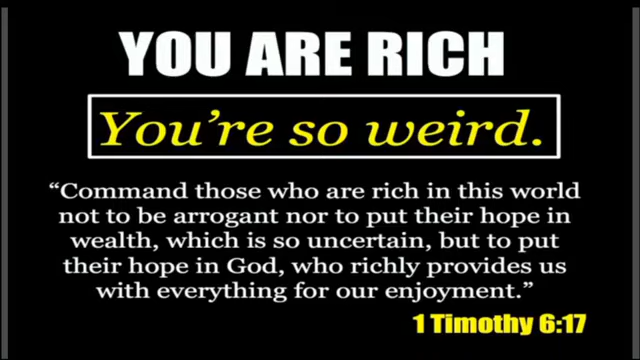 YOU ARE RICH
You're so weird.
“Command those who are rich in this world
not to be arrogant nor to put their hope in
wealth, which is so uncertain, but to put
their hope in God, who richly provides us
with everything for our enjoyment.”
1 Timothy 6:17